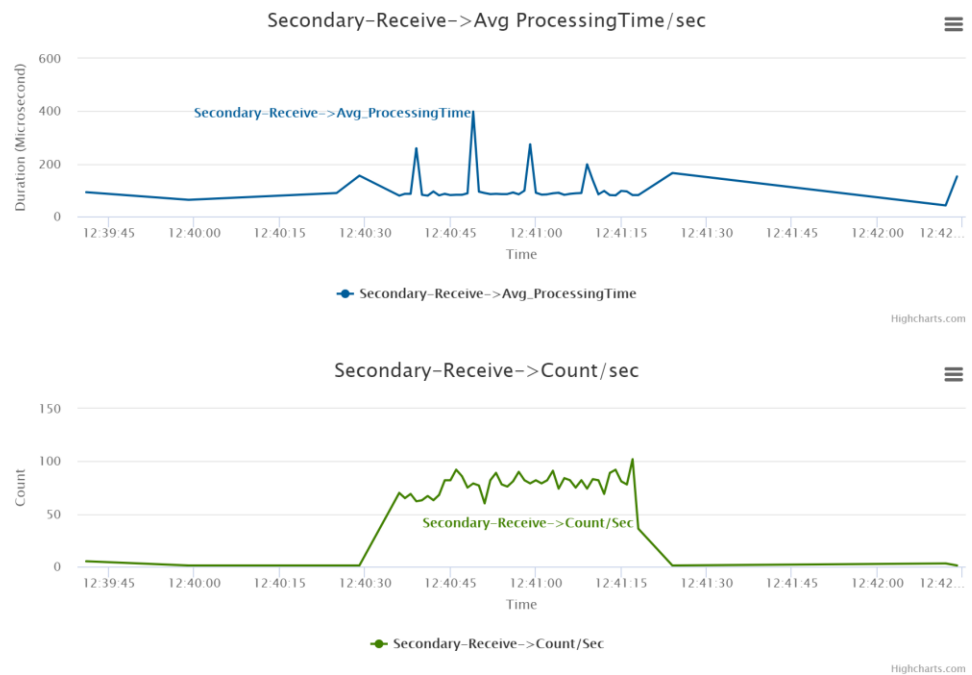 Secondary-Receive->Avg ProcessingTime/sec
600
400
200
0
Duration (Microsecond)
Secondary-Receive->Avg_ProcessingTime
12:39:45 12:40:00 12:40:15 12:40:30 12:40:45 12:41:00 12:41:15 12:41:30 12:41:45 12:42:00 12:42...
Time
Secondary-Receive->Avg_ProcessingTime
Highcharts.com
Secondary-Receive->Count/sec
150
100
50
0
Count
Secondary-Receive->Count/Sec
12:39:45 12:40:00 12:40:15 12:40:30 12:40:45 12:41:00 12:41:15 12:41:30 12:41:45 12:42:00 12:42...
Time
Secondary-Receive->Count/Sec
Highcharts.com